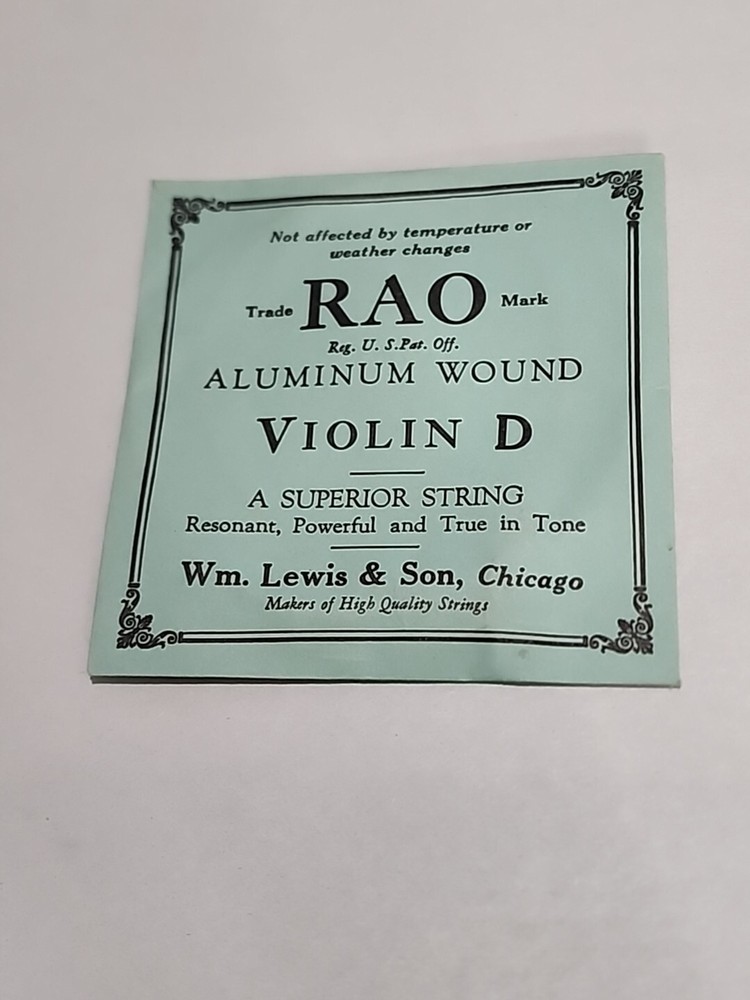 Not affected by temperature or
weather changes
Trade RAO Mark
Reg. U. S.Pat. Off.
ALUMINUM WOUND
VIOLIN D
A SUPERIOR STRING
Resonant, Powerful and True in Tone
Wm. Lewis & Son, Chicago
Makers of High Quality Strings